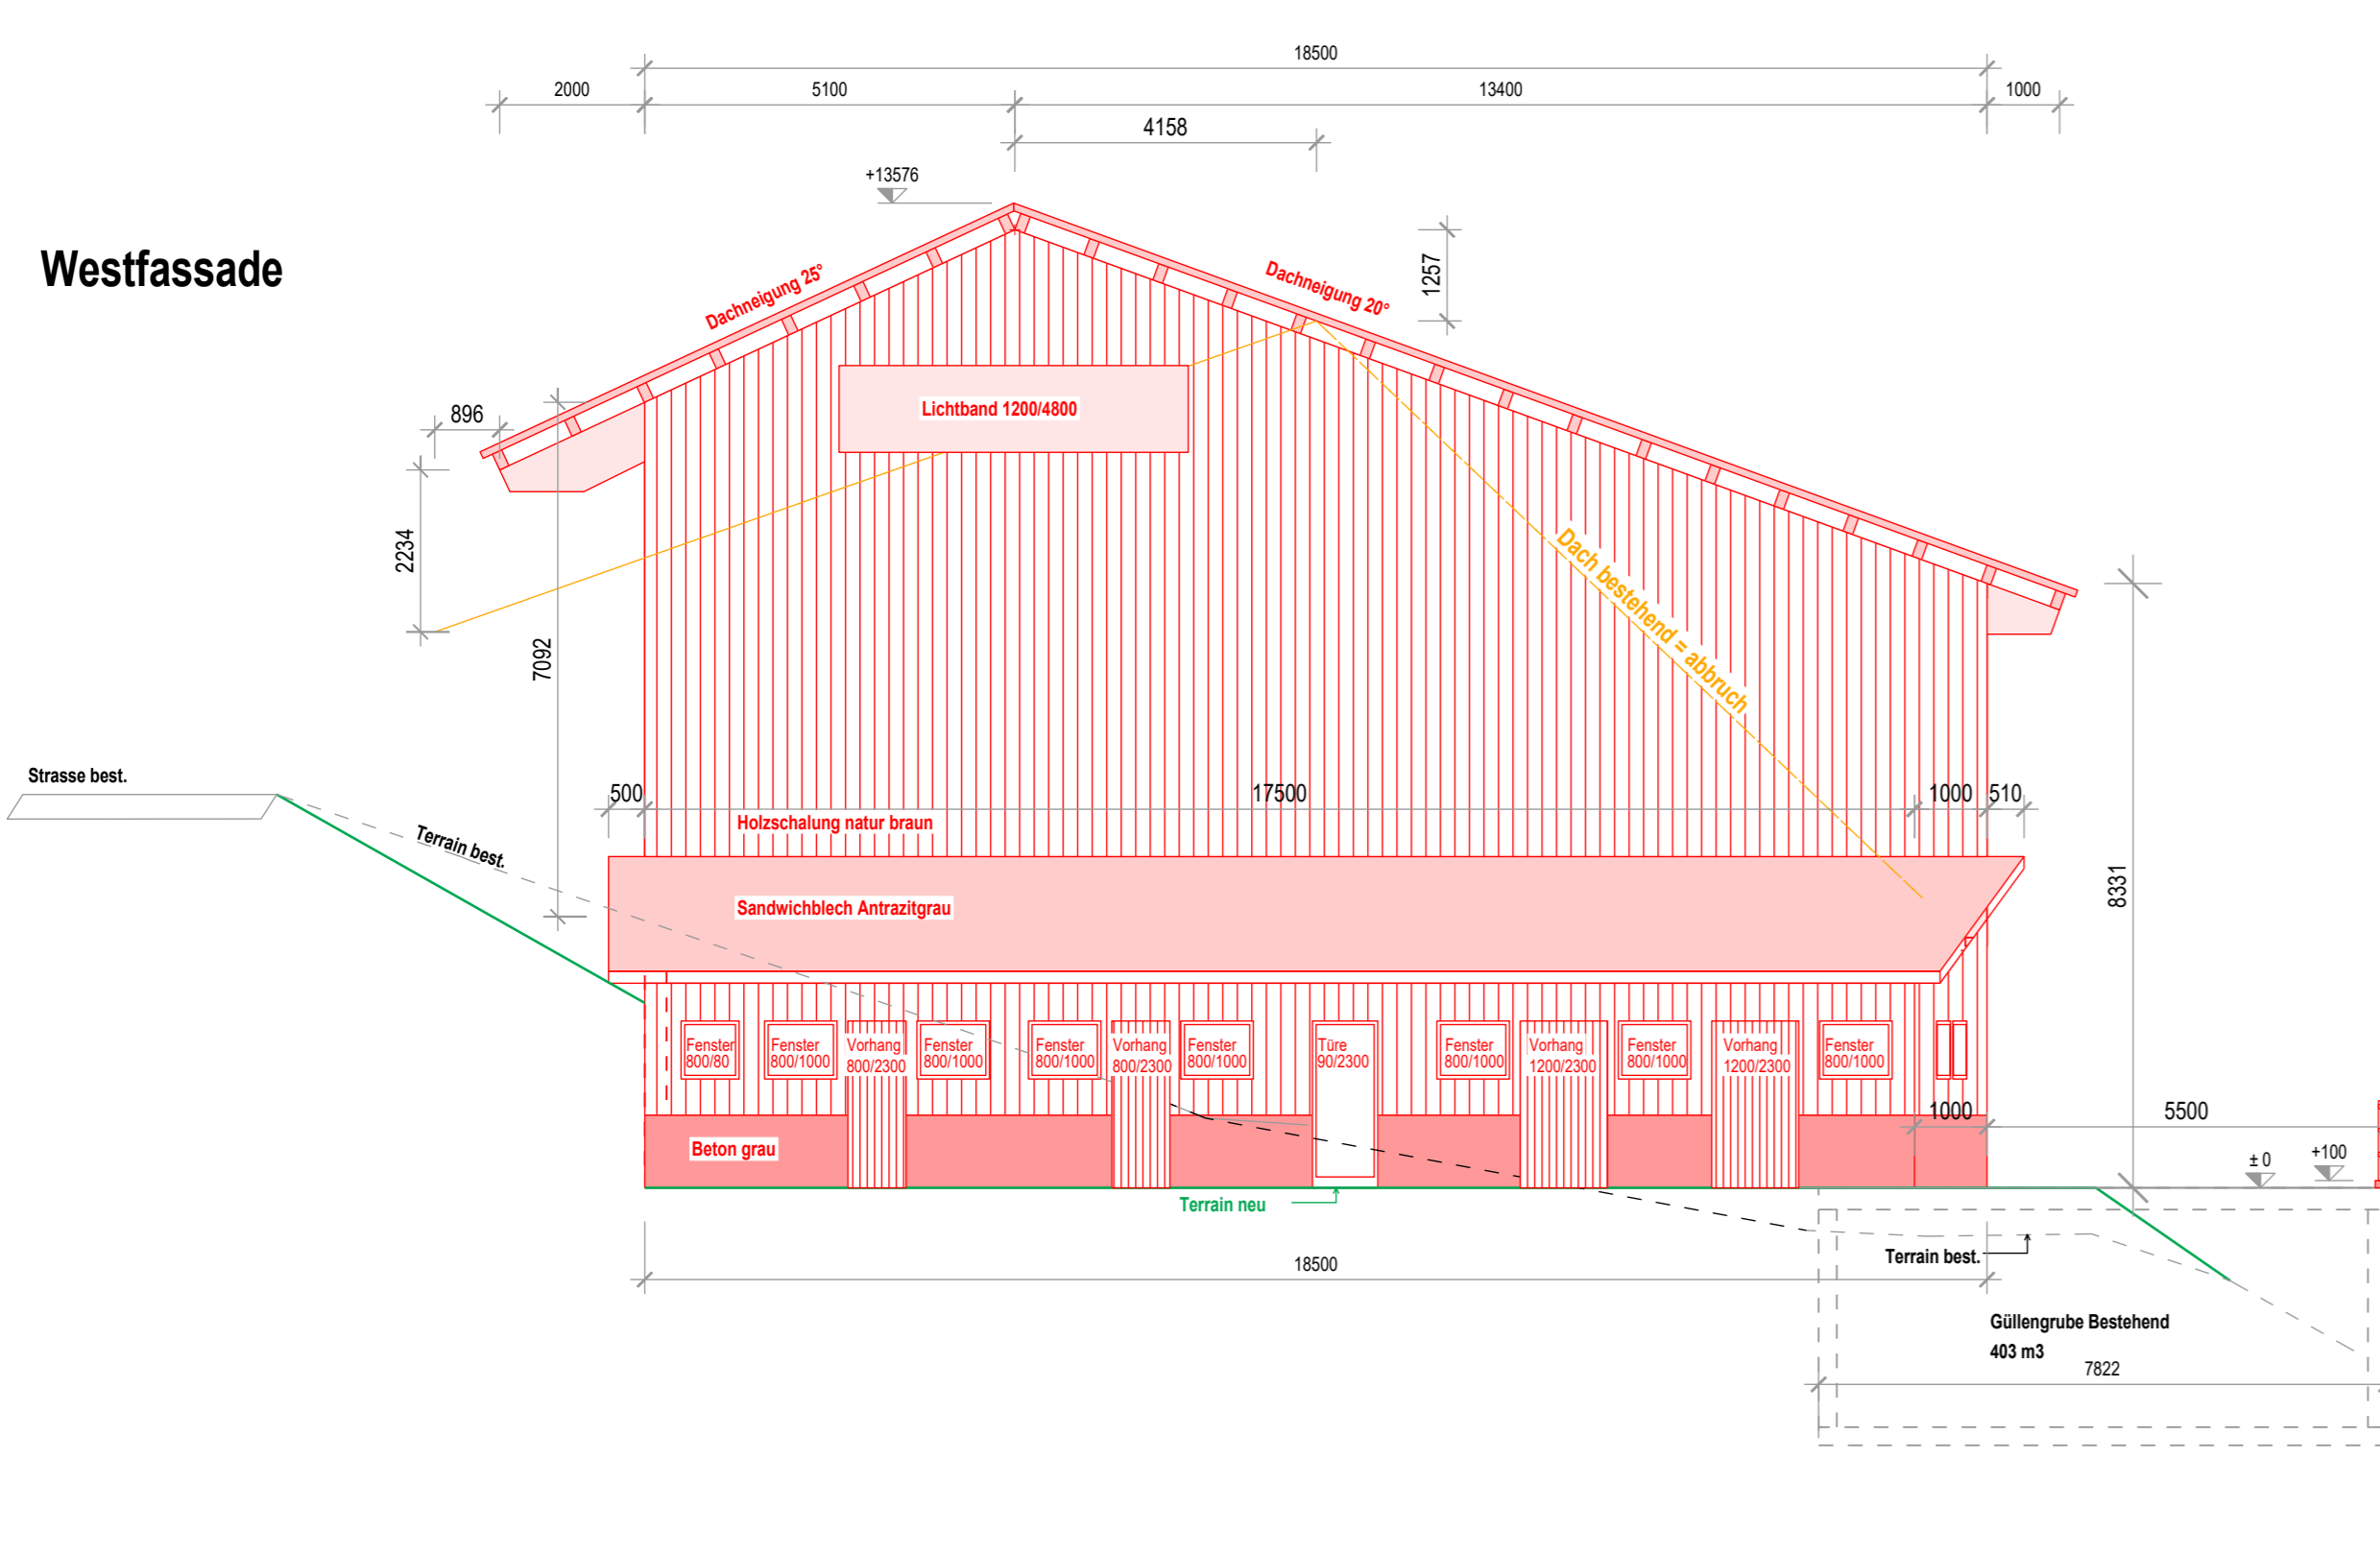 18500
2000
5100
13400
1000
4158
+13576
Westfassade
Dachneigung 25°
Dachneigung 20°
1257
Lichtband 1200/4800
896
2234
7092
Dach bestehend = abbruch
Strasse best.
Terrain best.
500
17500
1000
510
Holzschalung natur braun
Sandwichblech Antrazitgrau
8331
Fenster
800/80
Fenster
800/1000
Vorhang
800/2300
Fenster
800/1000
Fenster
800/1000
Vorhang
800/2300
Fenster
800/1000
Türe
90/2300
Fenster
800/1000
Vorhang
1200/2300
Fenster
800/1000
Vorhang
1200/2300
Fenster
800/1000
1000
5500
Beton grau
± 0
+100
Terrain neu
Terrain best.
18500
Güllengrube Bestehend
403 m3
7822